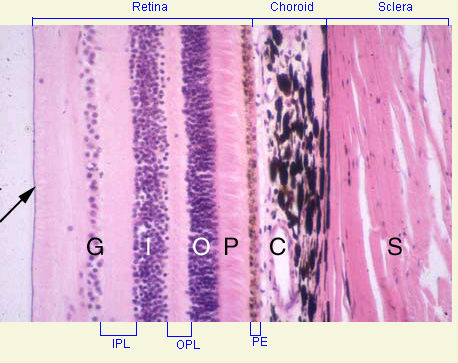 Retina Choroid Sclera
G I O P C S
IPL OPL PE